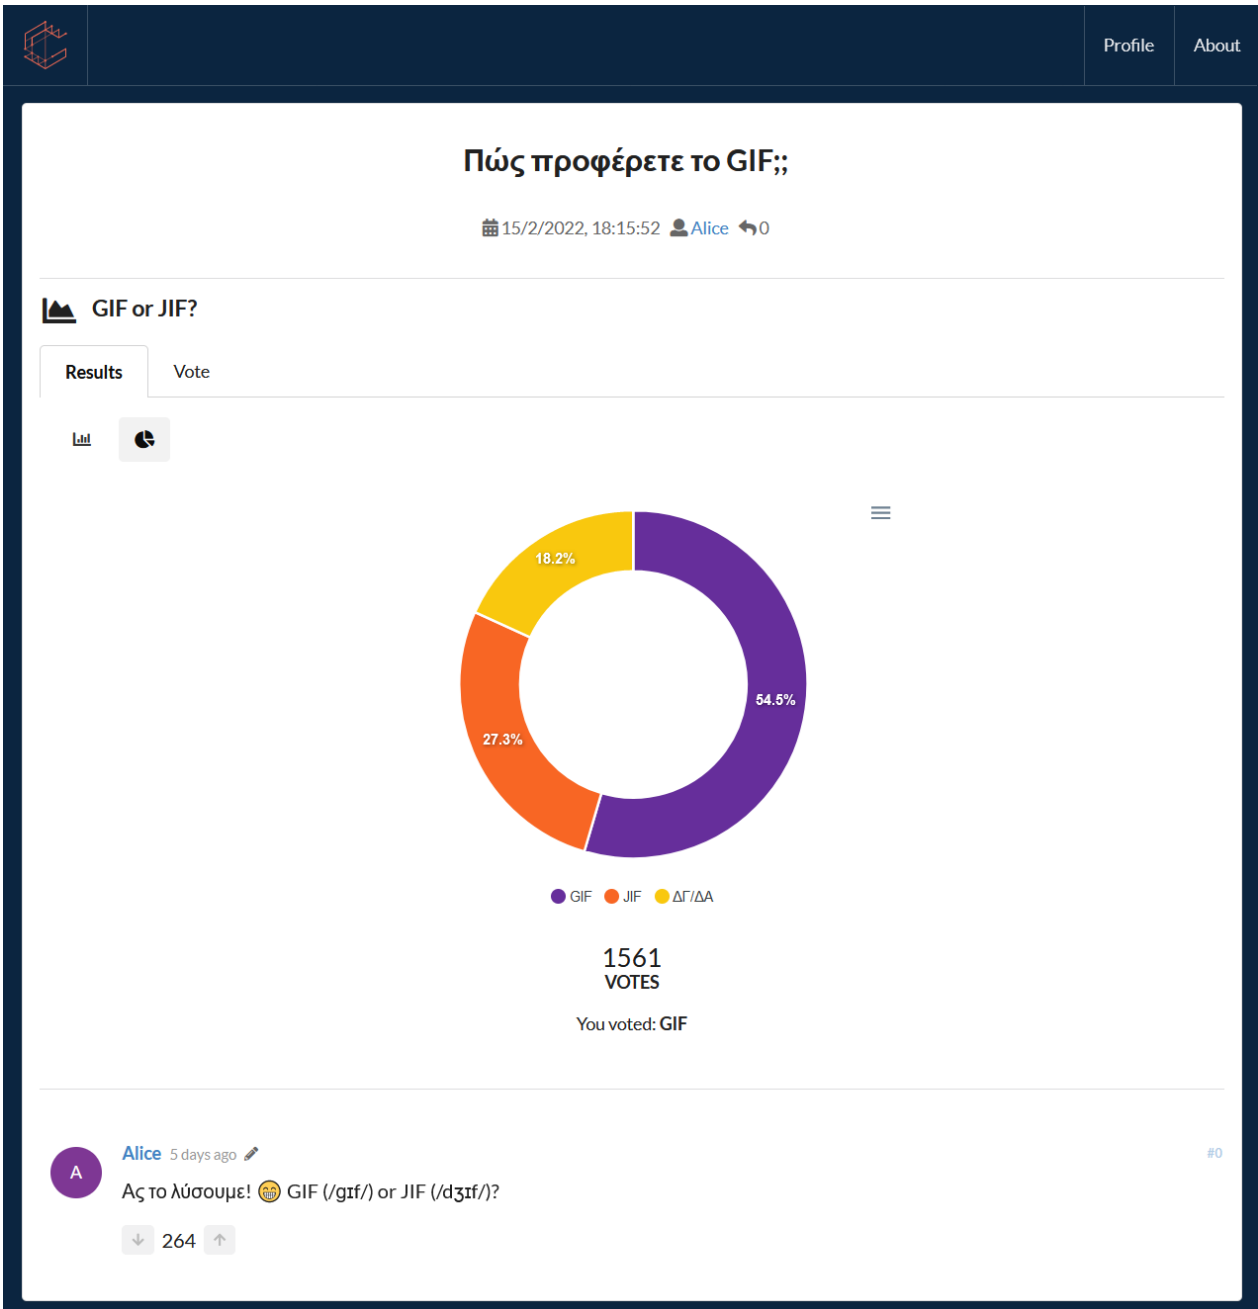 Profile About
Πώς προφέρετε το GIF;;
15/2/2022, 18:15:52 Alice 0
GIF or JIF?
Results Vote
18.2%
54.5%
27.3%
GIF JIF ΔΓ/ΔΑ
1561
VOTES
You voted: GIF
Alice 5 days ago #0
A
Ας το λύσουμε! 😁 GIF (/gɪf/) or JIF (/dʒɪf/)?
264